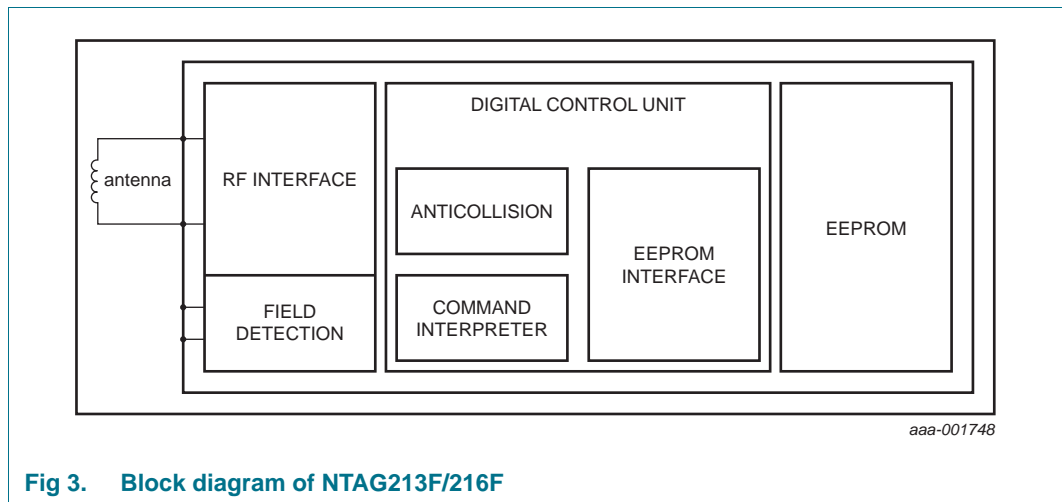 antenna
RF INTERFACE
FIELD
DETECTION
DIGITAL CONTROL UNIT
ANTICOLLISION
COMMAND
INTERPRETER
EEPROM
INTERFACE
EEPROM
aaa-001748
Fig 3. Block diagram of NTAG213F/216F